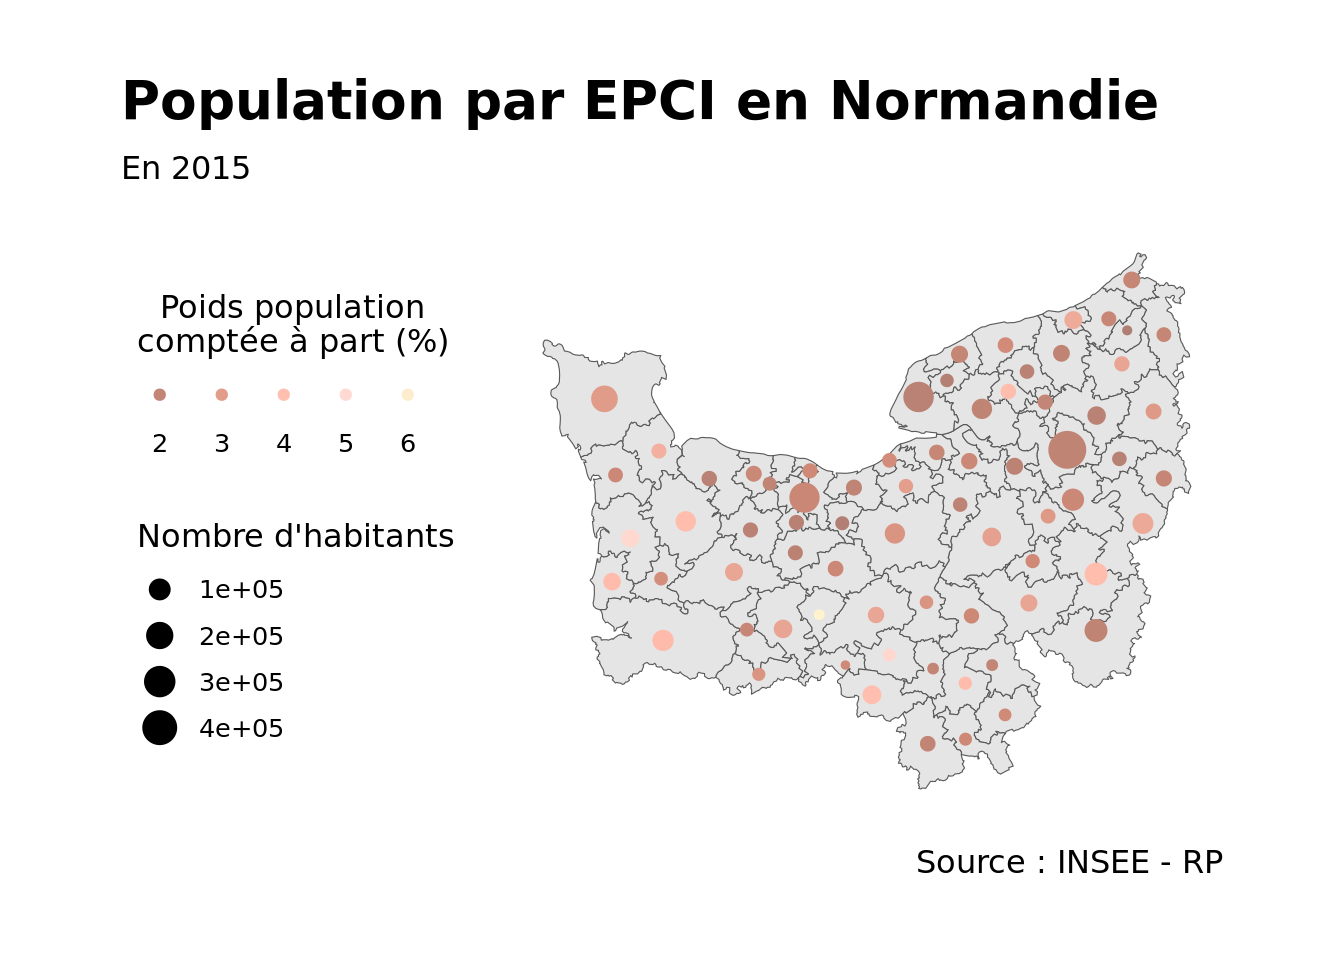 Population par EPCI en Normandie
En 2015
Poids population
comptée à part (%)
2 3 4 5 6
Nombre d'habitants
1e+05
2e+05
3e+05
4e+05
Source : INSEE - RP